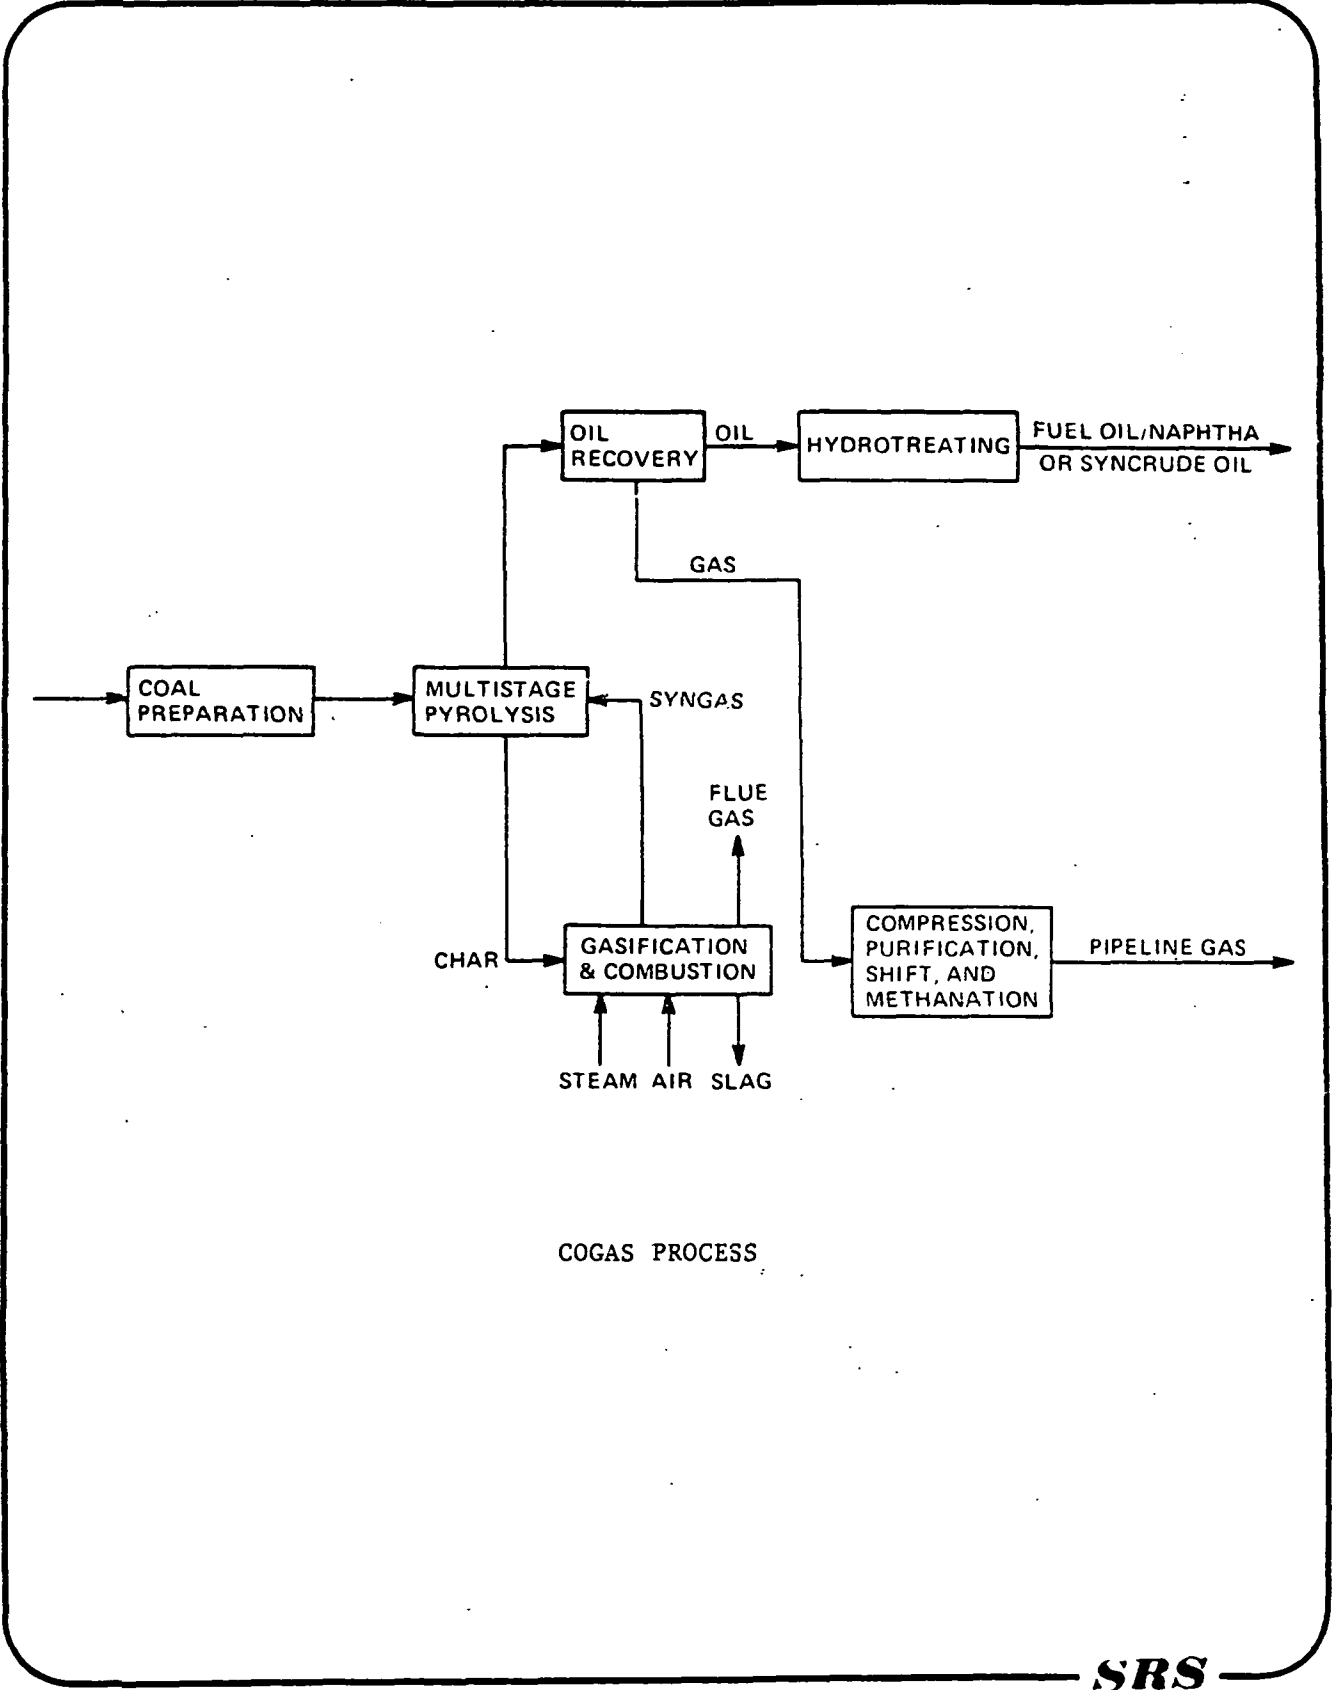 OIL
RECOVERY
OIL
HYDROTREATING
FUEL OIL/NAPHTHA
OR SYNCRUDE OIL
GAS
COAL
PREPARATION
MULTISTAGE
PYROLYSIS
SYNGAS
FLUE
GAS
CHAR
GASIFICATION
& COMBUSTION
COMPRESSION,
PURIFICATION,
SHIFT, AND
METHANATION
PIPELINE GAS
STEAM AIR SLAG
COGAS PROCESS
SRS